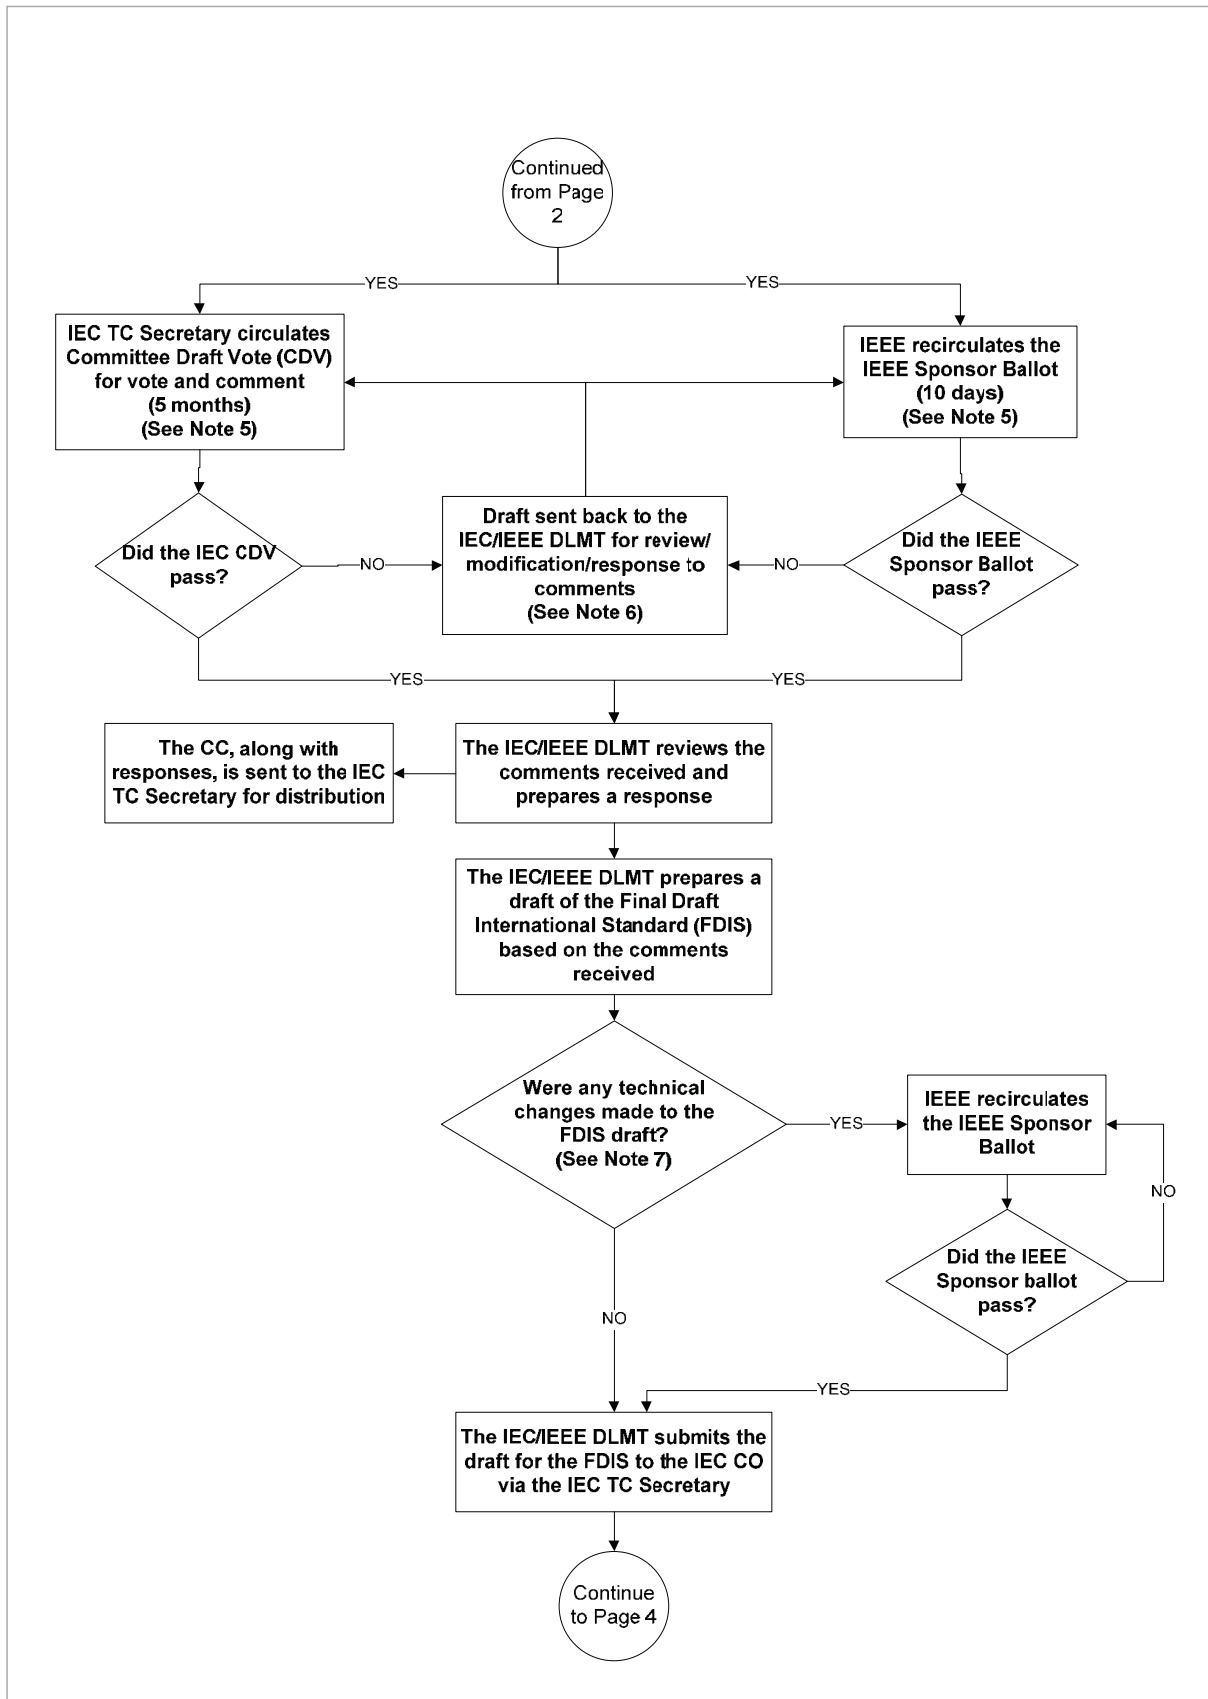 Continued
from Page
2
YES
YES
IEC TC Secretary circulates
Committee Draft Vote (CDV)
for vote and comment
(5 months)
(See Note 5)
IEEE recirculates the
IEEE Sponsor Ballot
(10 days)
(See Note 5)
Did the IEC CDV
pass?
NO
Draft sent back to the
IEC/IEEE DLMT for review/
modification/response to
comments
(See Note 6)
NO
Did the IEEE
Sponsor Ballot
pass?
YES
YES
The CC, along with
responses, is sent to the IEC
TC Secretary for distribution
The IEC/IEEE DLMT reviews the
comments received and
prepares a response
The IEC/IEEE DLMT prepares a
draft of the Final Draft
International Standard (FDIS)
based on the comments
received
Were any technical
changes made to the
FDIS draft?
(See Note 7)
YES
IEEE recirculates
the IEEE Sponsor
Ballot
NO
Did the IEEE
Sponsor ballot
pass?
NO
YES
The IEC/IEEE DLMT submits the
draft for the FDIS to the IEC CO
via the IEC TC Secretary
Continue
to Page 4